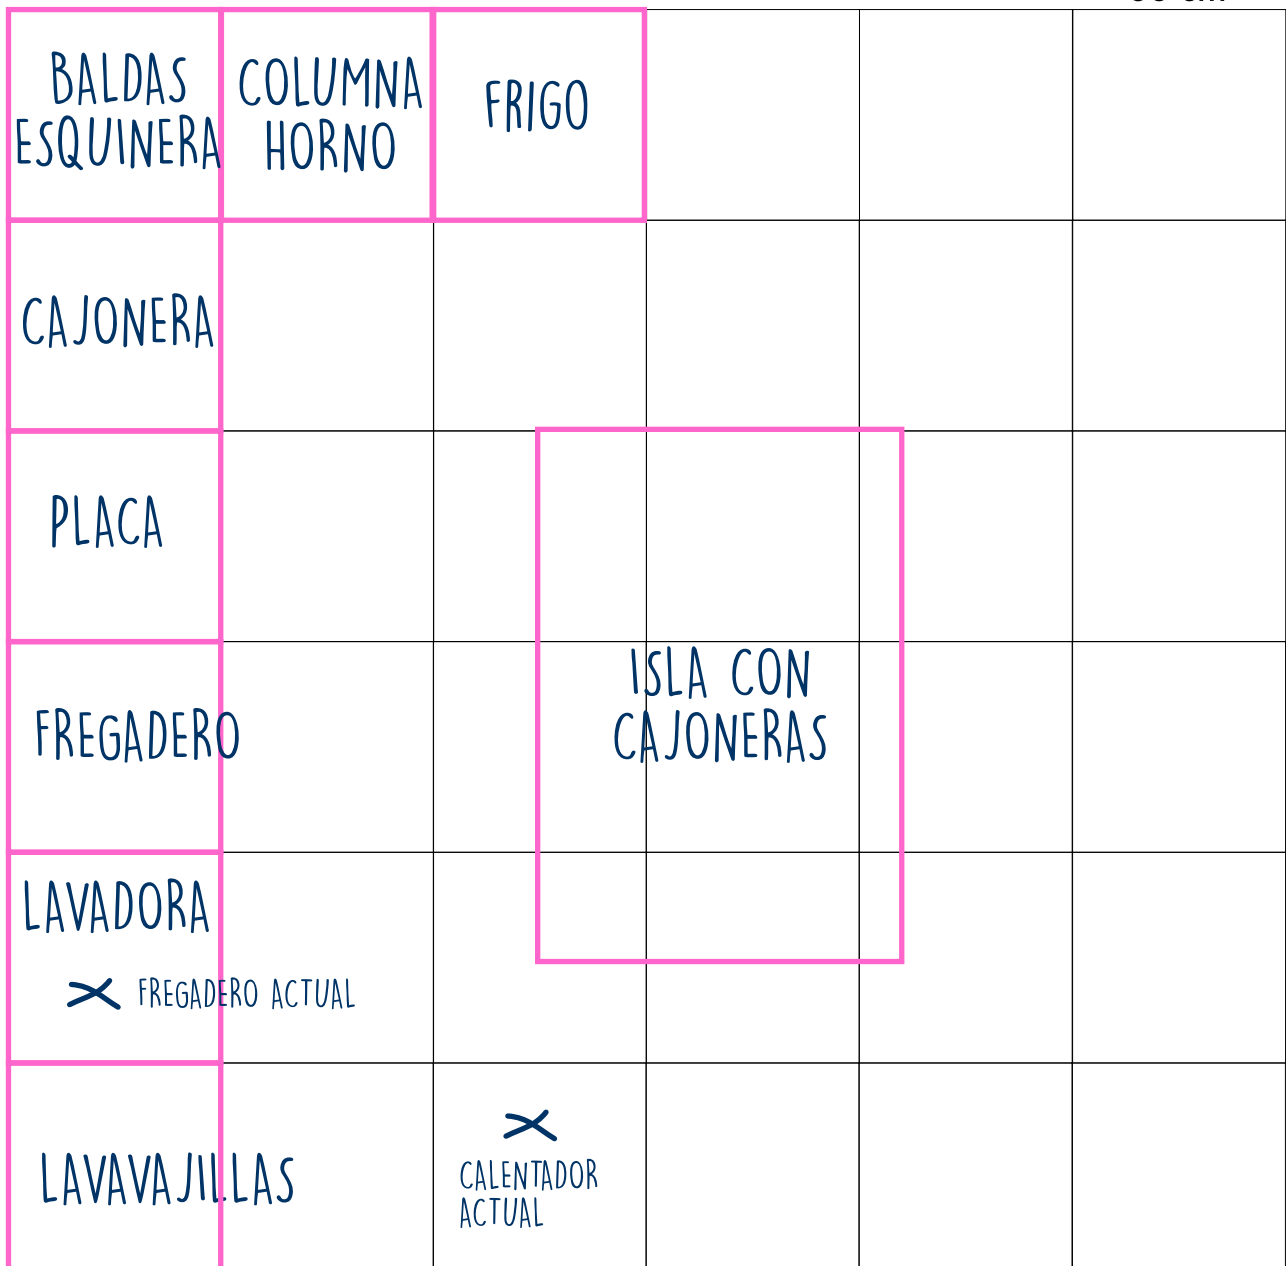 BALDAS
ESQUINERA
COLUMNA
HORNO
FRIGO
CAJONERA
PLACA
ISLA CON
CAJONERAS
FREGADERO
LAVADORA
FREGADERO ACTUAL
LAVAVAJILLAS
CALENTADOR
ACTUAL